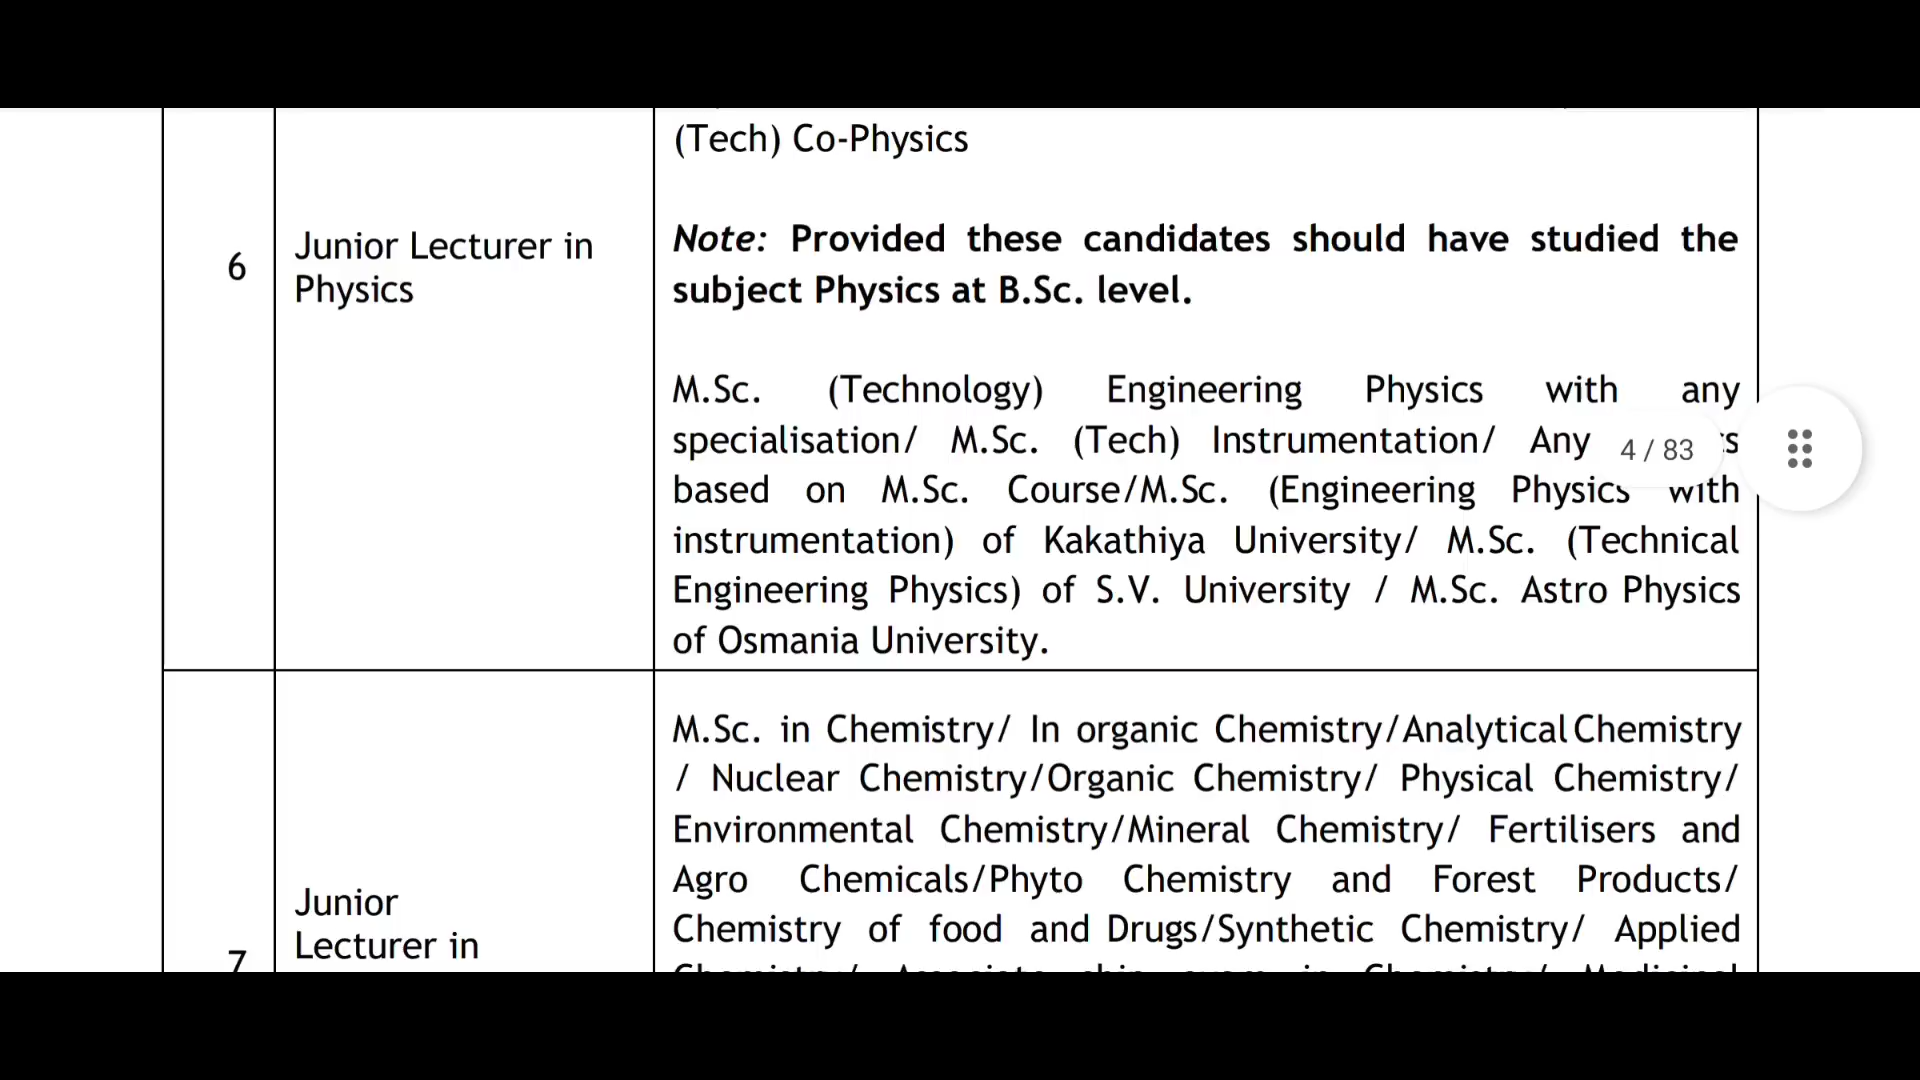 (Tech) Co-Physics
6
Junior Lecturer in
Physics
Note: Provided these candidates should have studied the
subject Physics at B.Sc. level.
M.Sc. (Technology) Engineering Physics with any
specialisation/ M.Sc. (Tech) Instrumentation/ Any
based on M.Sc. Course/M.Sc. (Engineering Physics with
instrumentation) of Kakathiya University/ M.Sc. (Technical
Engineering Physics) of S.V. University / M.Sc. Astro Physics
of Osmania University.
4 / 83
7
Junior
Lecturer in
M.Sc. in Chemistry/ In organic Chemistry/Analytical Chemistry
/ Nuclear Chemistry/Organic Chemistry/ Physical Chemistry/
Environmental Chemistry/Mineral Chemistry/ Fertilisers and
Agro Chemicals/Phyto Chemistry and Forest Products/
Chemistry of food and Drugs/Synthetic Chemistry/ Applied